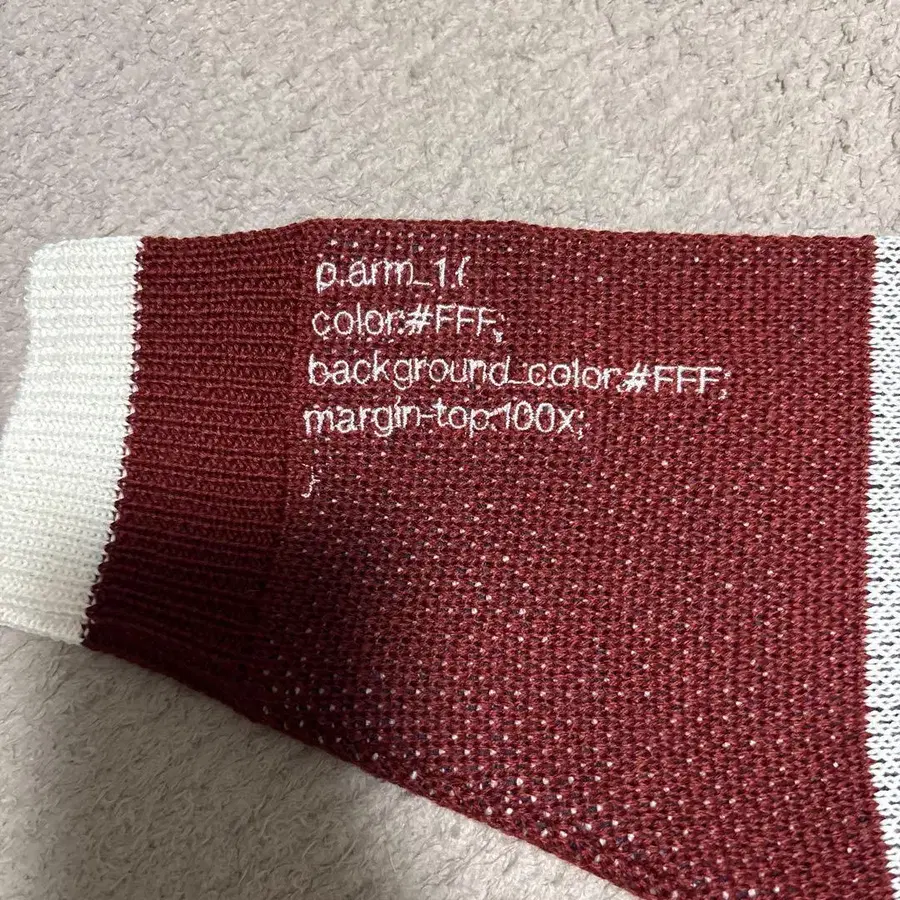 p.arm_1{
color:#FFF;
background_color:#FFF;
margin-top:100x;
}